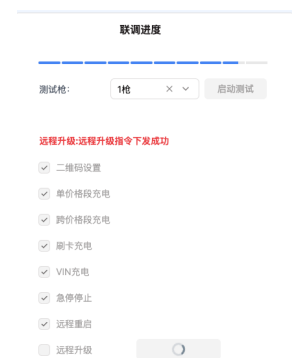 联调进度
测试枪： 1枪 启动测试
远程升级:远程升级指令下发成功
二维码设置
单价格段充电
跨价格段充电
刷卡充电
VIN充电
急停停止
远程重启
远程升级